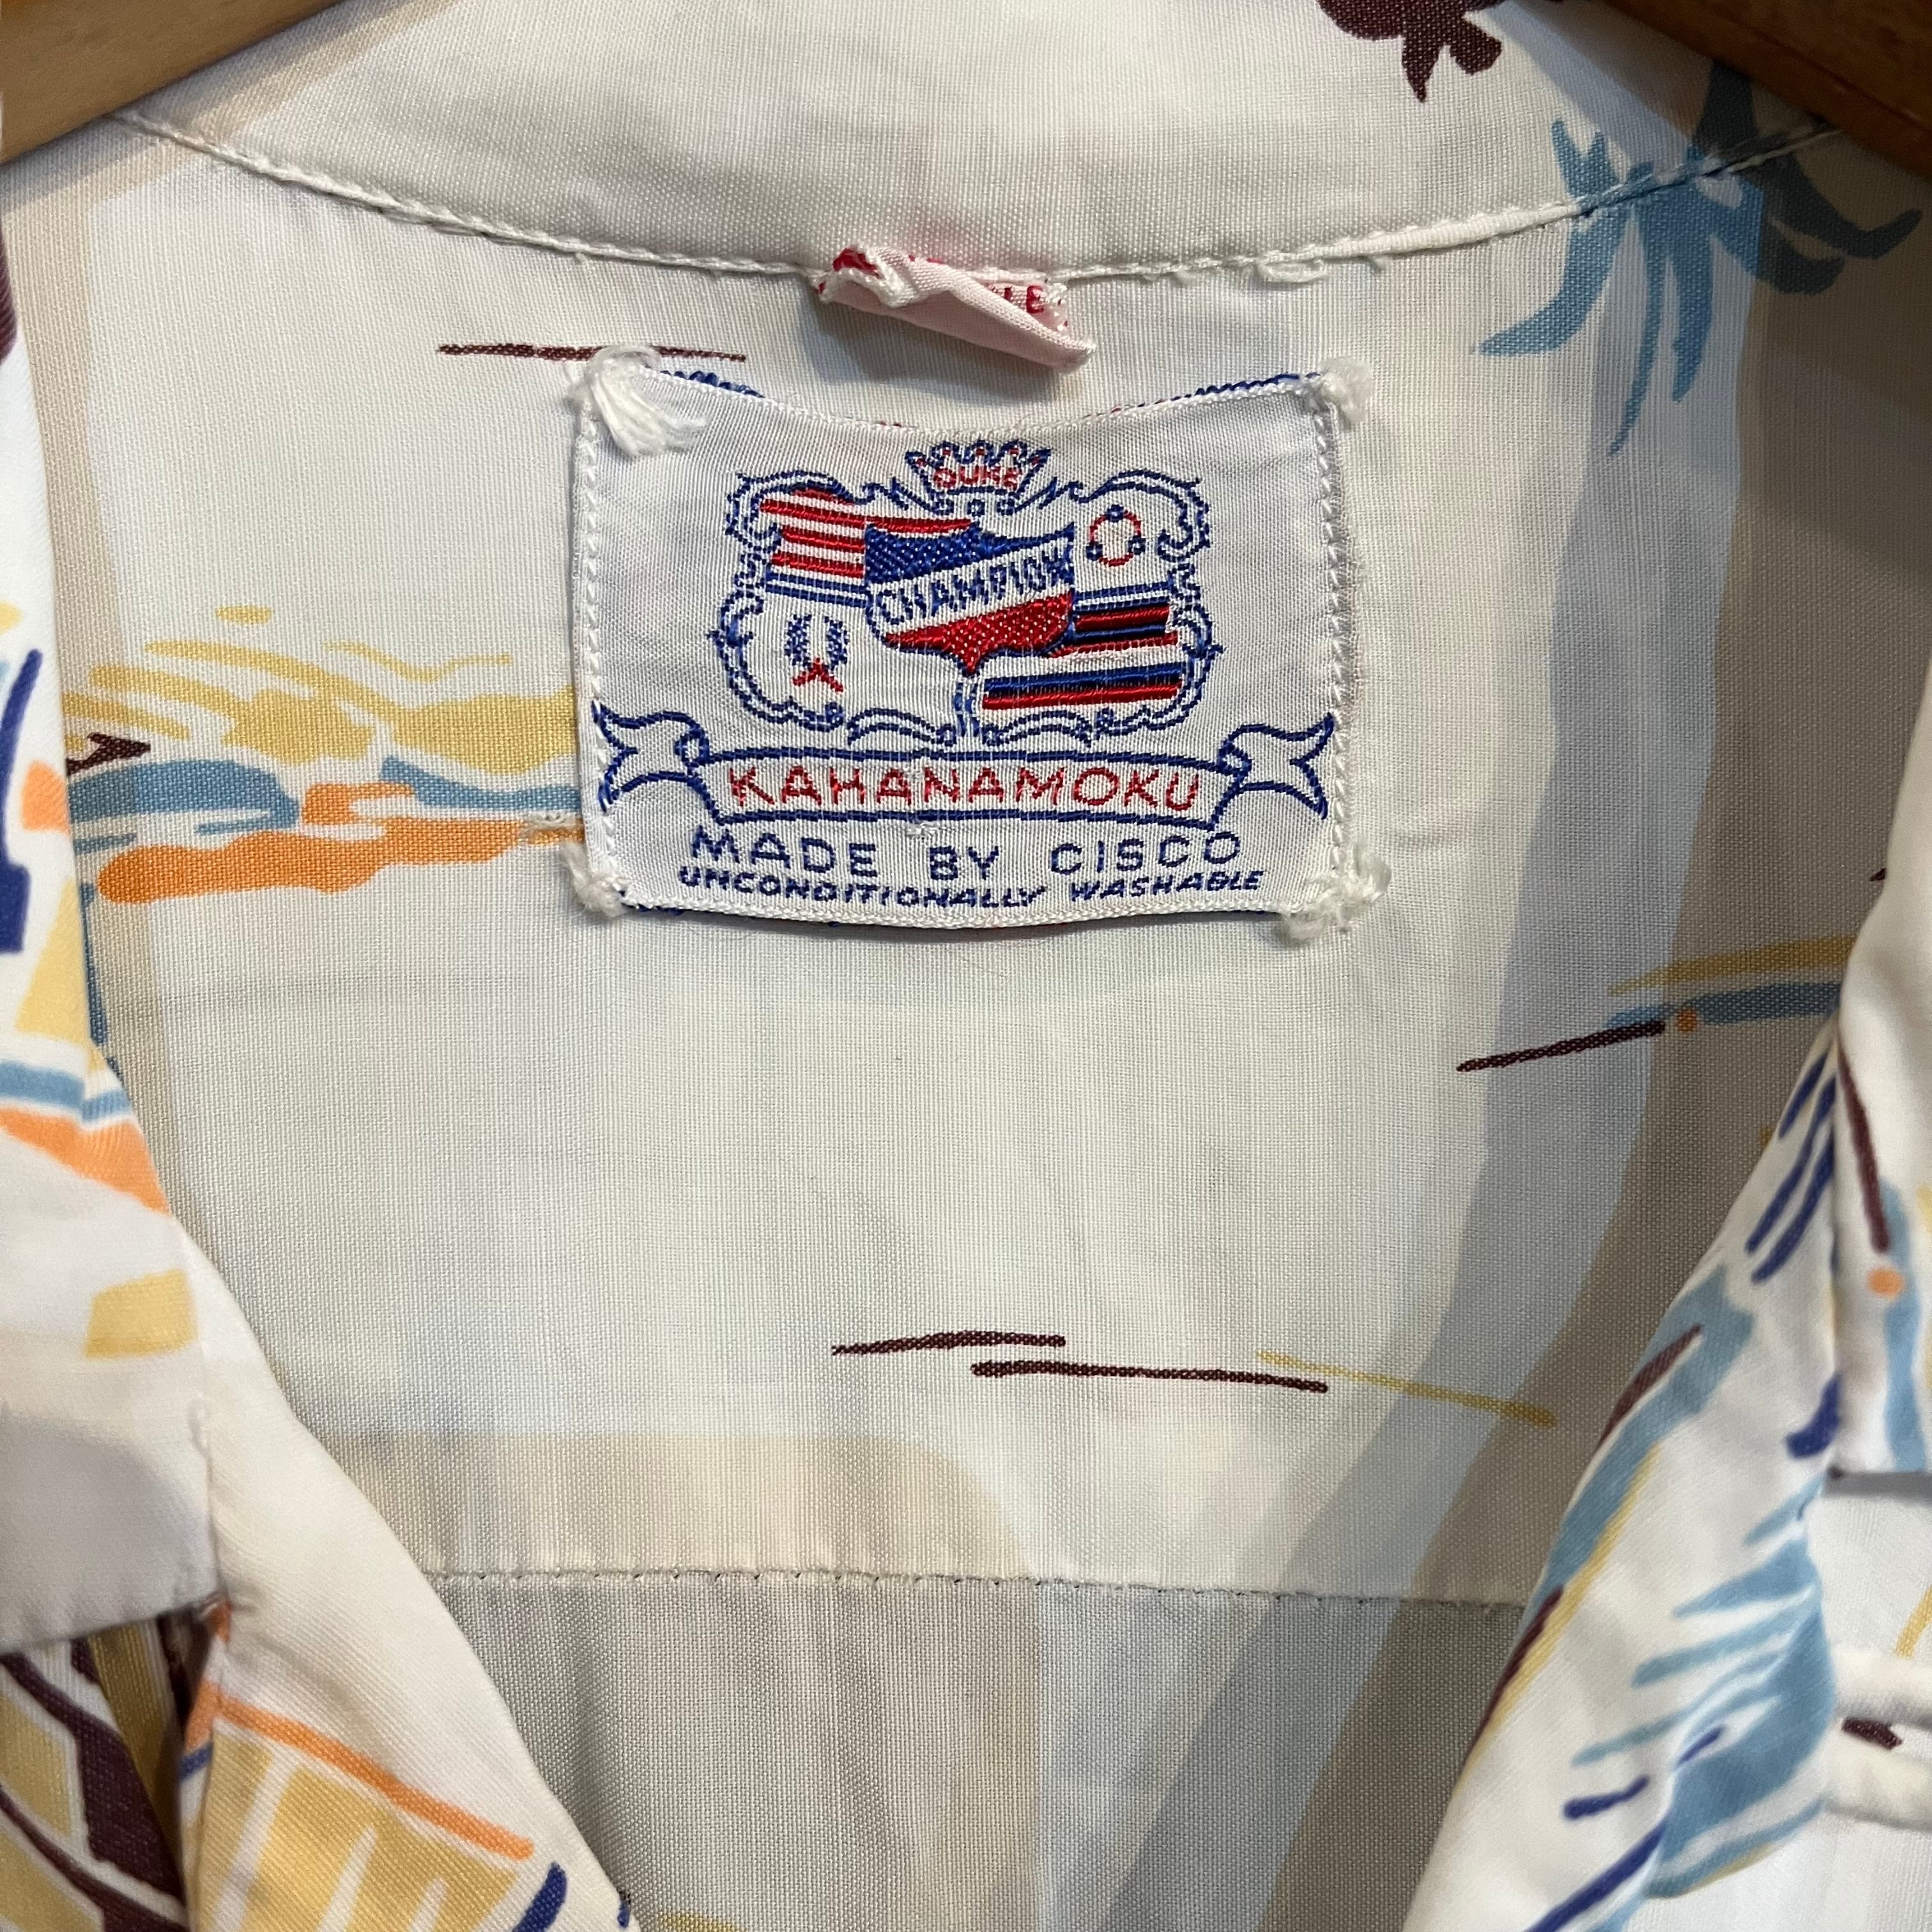 DUKE
CHAMPION
KAHANAMOKU
MADE BY CISCO
UNCONDITIONALLY WASHABLE